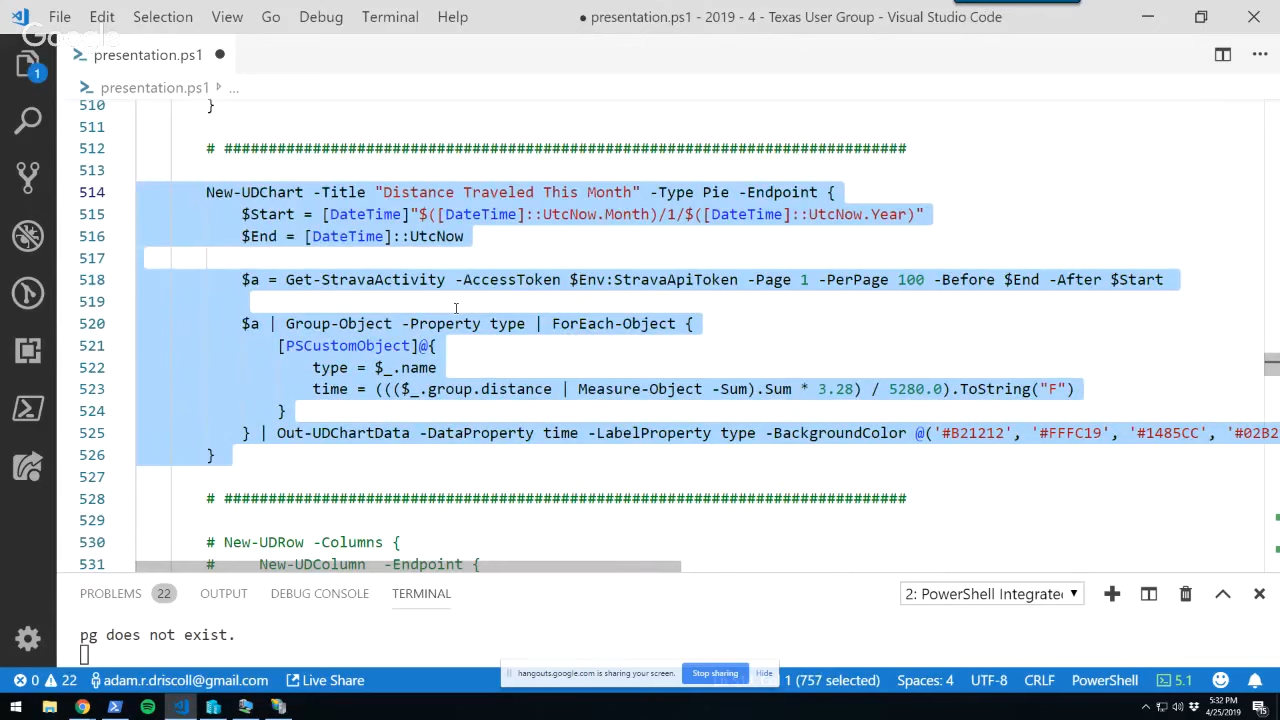 File Edit Selection View Go Debug Terminal Help
● presentation.ps1 - 2019 - 4 - Texas User Group - Visual Studio Code
Google
presentation.ps1
1
presentation.ps1 ...
510 }
511
512 # #############################################################################
513
514 New-UDChart -Title "Distance Traveled This Month" -Type Pie -Endpoint {
515 $Start = [DateTime]"$([DateTime]::UtcNow.Month)/1/$([DateTime]::UtcNow.Year)"
516 $End = [DateTime]::UtcNow
517
518 $a = Get-StravaActivity -AccessToken $Env:StravaApiToken -Page 1 -PerPage 100 -Before $End -After $Start
519
520 $a | Group-Object -Property type | ForEach-Object {
521 [PSCustomObject]@{
522 type = $_.name
523 time = ((($_.group.distance | Measure-Object -Sum).Sum * 3.28) / 5280.0).ToString("F")
524 }
525 } | Out-UDChartData -DataProperty time -LabelProperty type -BackgroundColor @('#B21212', '#FFFC19', '#1485CC', '#02B2
526 }
527
528 # #############################################################################
529
530 # New-UDRow -Columns {
531 # New-UDColumn -Endpoint {
PROBLEMS 22 OUTPUT DEBUG CONSOLE TERMINAL
2: PowerShell Integrate
pg does not exist.
hangouts.google.com is sharing your screen. Stop sharing Hide
0 22 adam.r.driscoll@gmail.com Live Share
1 (757 selected) Spaces: 4 UTF-8 CRLF PowerShell 5.1
5:32 PM
4/25/2019
15